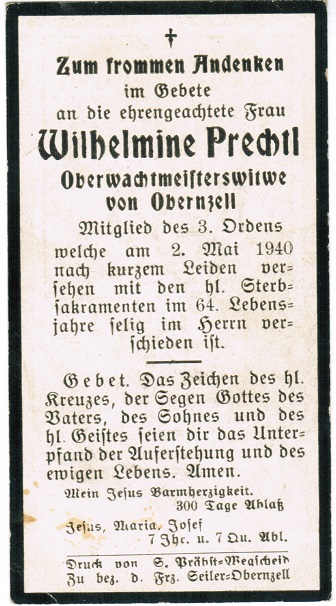 Zum frommen Andenken
im Gebete
an die ehrengeachtete Frau
Wilhelmine Prechtl
Oberwachtmeisterswitwe
von Obernzell
Mitglied des 3. Ordens
welche am 2. Mai 1940
nach kurzem Leiden ver-
sehen mit den hl. Sterb-
sakramenten im 64. Lebens-
jahre selig im Herrn ver-
schieden ist.
Gebet. Das Zeichen des hl.
Kreuzes, der Segen Gottes des
Vaters, des Sohnes und des
hl. Geistes seien dir das Unter-
pfand der Auferstehung und des
ewigen Lebens. Amen.
Mein Jesus Barmherzigkeit.
300 Tage Ablaß
Jesus, Maria, Josef
7 Jhr. u. 7 Qu. Abl.
Druck von S. Präbst-Wegscheid
Zu bez. d. Frz. Seiler-Obernzell